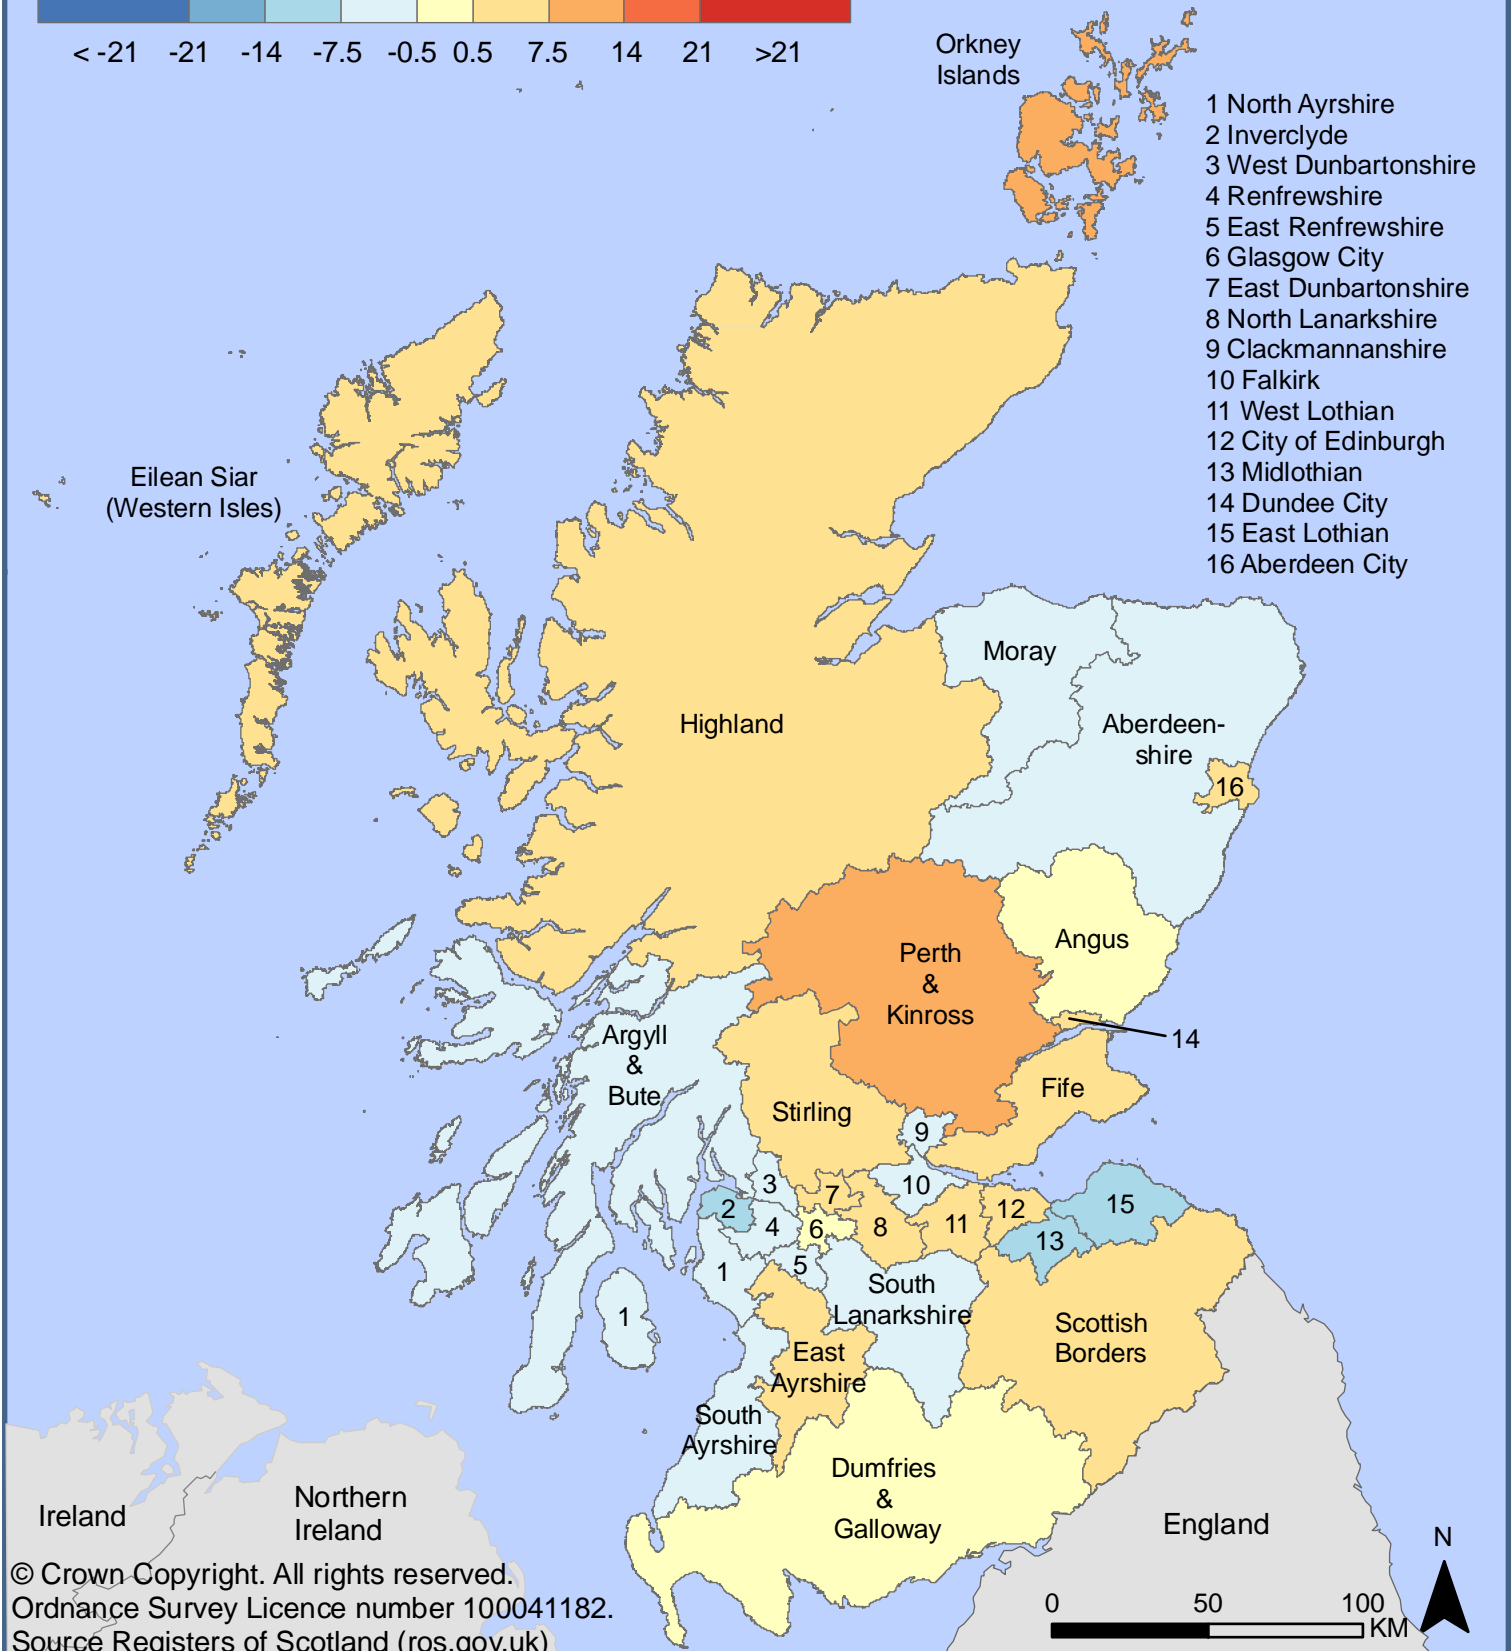 < -21 -21 -14 -7.5 -0.5 0.5 7.5 14 21 >21
Orkney
Islands
1 North Ayrshire
2 Inverclyde
3 West Dunbartonshire
4 Renfrewshire
5 East Renfrewshire
6 Glasgow City
7 East Dunbartonshire
8 North Lanarkshire
9 Clackmannanshire
10 Falkirk
11 West Lothian
12 City of Edinburgh
13 Midlothian
14 Dundee City
15 East Lothian
16 Aberdeen City
Eilean Siar
(Western Isles)
Moray
Highland
Aberdeen-
shire
16
Angus
Perth
&
Kinross
14
Argyll
&
Bute
Fife
Stirling
9
3
10
7
2
15
12
11
4
6
8
13
5
1
South
Lanarkshire
1
Scottish
Borders
East
Ayrshire
South
Ayrshire
Dumfries
&
Galloway
Ireland
Northern
Ireland
England
N
0 50 100
KM
© Crown Copyright. All rights reserved.
Ordnance Survey Licence number 100041182.
Source Registers of Scotland (ros.gov.uk)